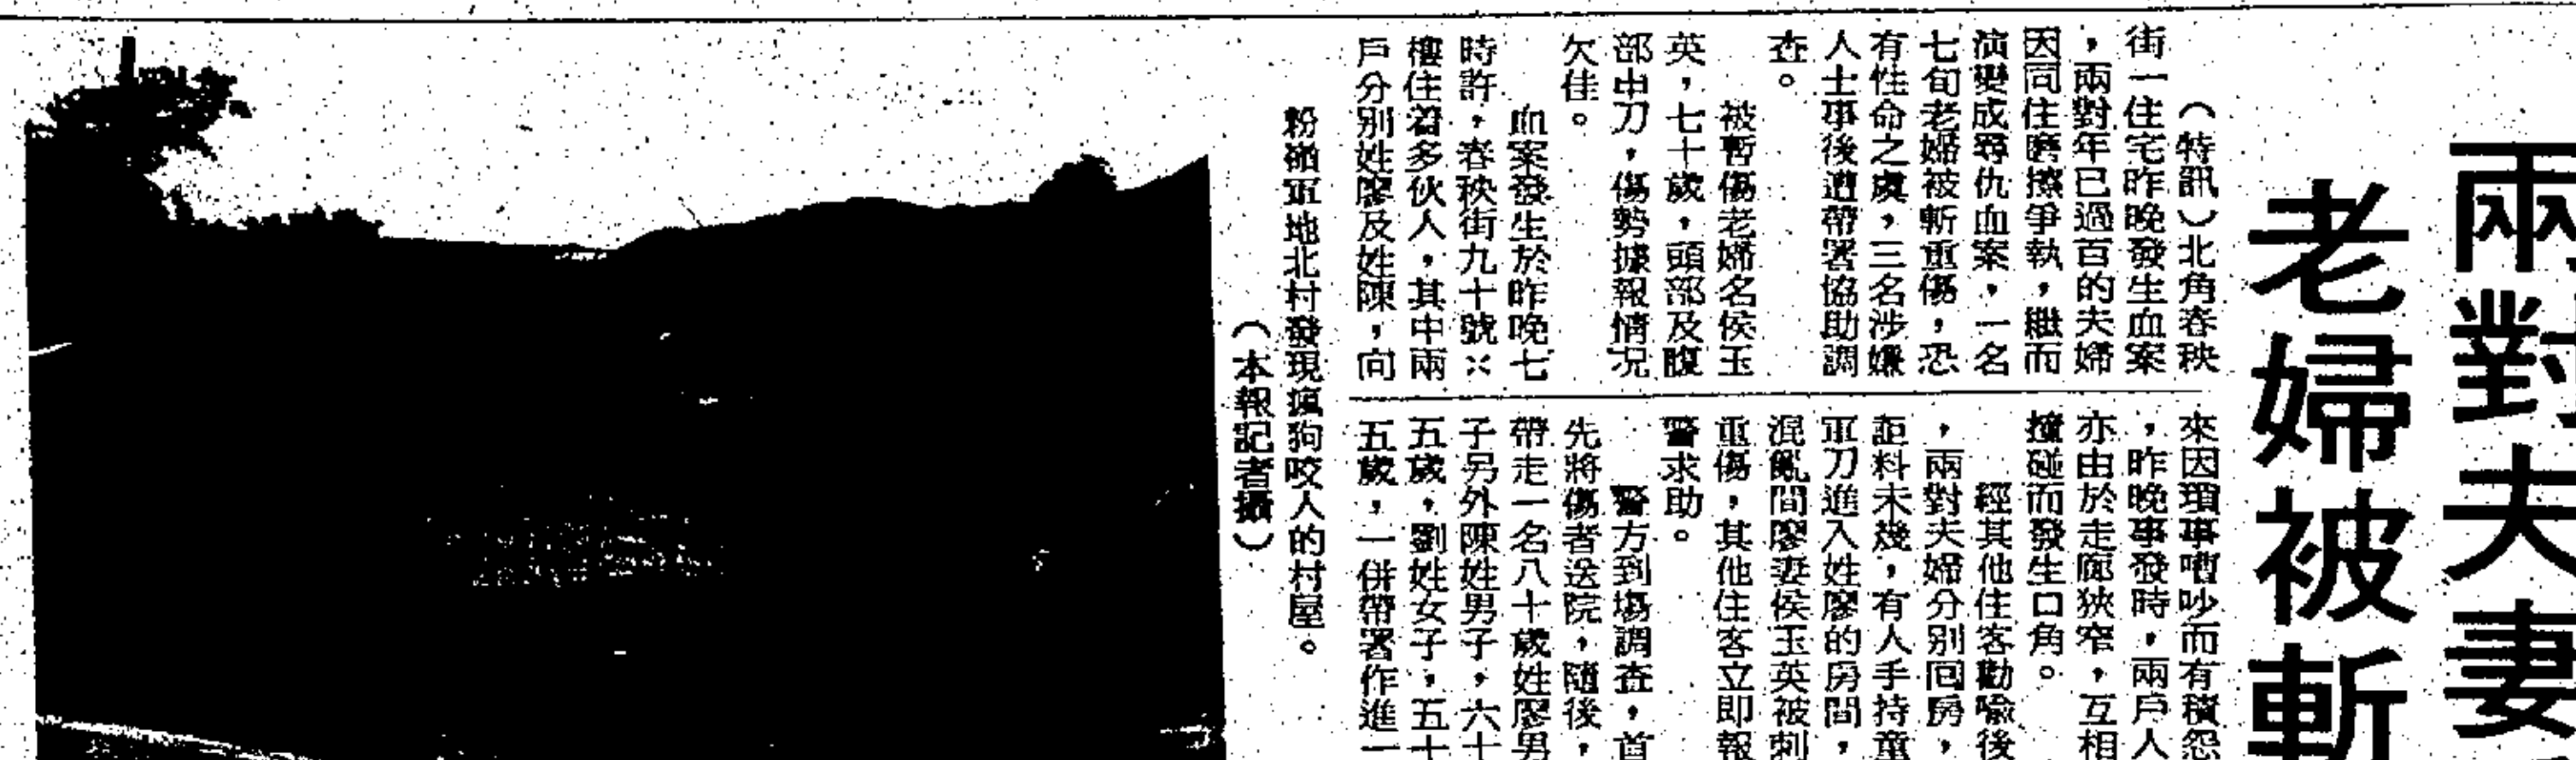 兩對夫妻
老婦被斬
（特訊）北角春秧
街一住宅昨晚發生血案
，兩對年已過百的夫婦
因同住磨擦爭執，繼而
演變成尋仇血案，一名
七旬老婦被斬重傷，恐
有性命之虞，三名涉嫌
人士事後遭帶署協助調
查。
被斬傷老婦名侯玉
英，七十歲，頭部及腹
部中刀，傷勢據報情況
欠佳。
血案發生於昨晚七
時許，春秧街九十號×
樓住着多伙人，其中兩
戶分別姓廖及姓陳，向
來因瑣事嘈吵而有積怨
，昨晚事發時，兩戶人
亦由於走廊狹窄，互相
撞碰而發生口角。
經其他住客勸喻後
，兩對夫婦分別回房，
詎料未幾，有人手持童
軍刀進入姓廖的房間，
混亂間廖妻侯玉英被刺
重傷，其他住客立即報
警求助。
警方到場調查，首
先將傷者送院，隨後，
帶走一名八十歲姓廖男
子另外陳姓男子，六十
五歲，劉姓女子，五十
五歲，一併帶署作進一
粉嶺軍地北村發現瘋狗咬人的村屋。
（本報記者攝）